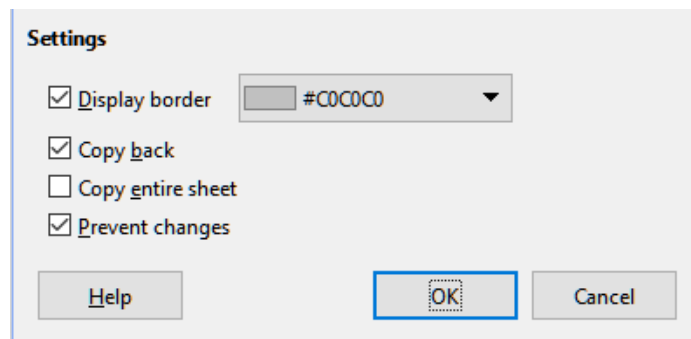 Settings
Display border #C0C0C0
Copy back
Copy entire sheet
Prevent changes
Help OK Cancel